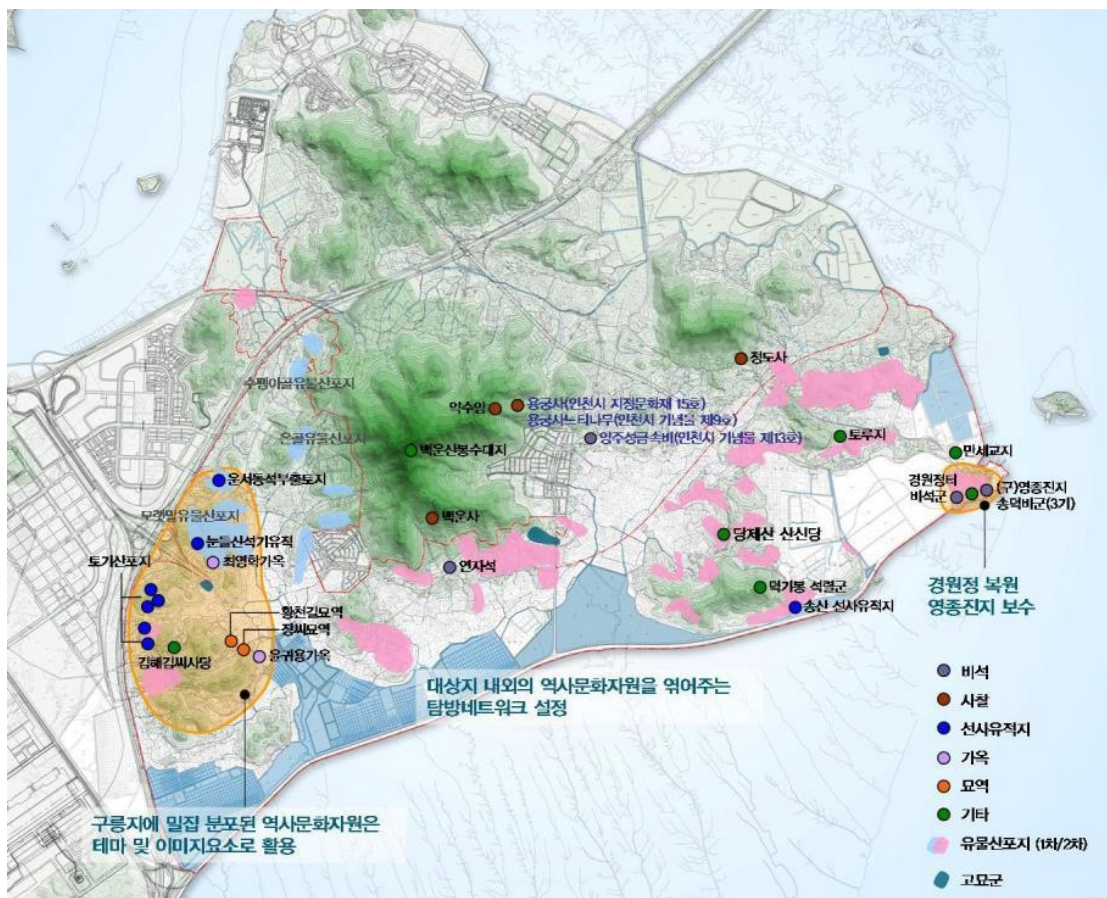 정도사
약수암
용궁사(인천시 지정문화재 15호)
용궁사느티나무(인천시 기념물 제9호)
양주성금속비(인천시 기념물 제13호)
수팽아골유물산포지
은골유물산포지
백운산봉수대지
토루지
민세교지
운서동석부출토지
모랫말유물산포지
경원정터
비석군
(구)영종진지
송덕비군(3기)
백운사
눈들산석기유적
최영학가옥
토기산포지
연자석
당제산 산신당
덕기봉 석렬군
송산 선사유적지
경원정 복원
영종진지 보수
황천길묘역
장씨묘역
윤귀용가옥
김해김씨사당
대상지 내외의 역사문화자원을 엮어주는
탐방네트워크 설정
구릉지에 밀집 분포된 역사문화자원은
테마 및 이미지요소로 활용
비석
사찰
선사유적지
가옥
묘역
기타
유물산포지 (1차/2차)
고묘군